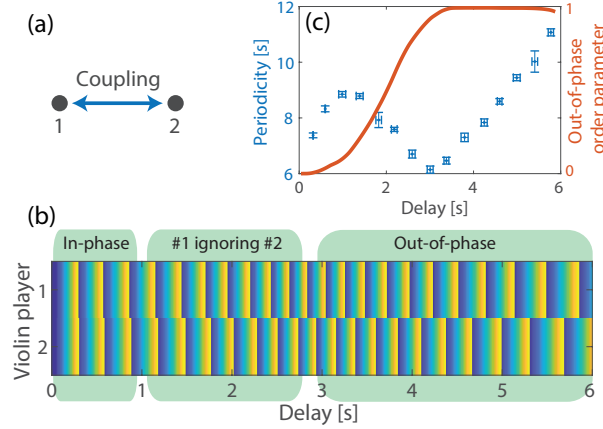 (a)
Coupling
1 2
(c)
Periodicity [s]
12
10
8
6
0 2 4 6
Delay [s]
1
0
Out-of-phase
order parameter
(b)
In-phase #1 ignoring #2 Out-of-phase
Violin player
1
2
0 1 2 3 4 5 6
Delay [s]